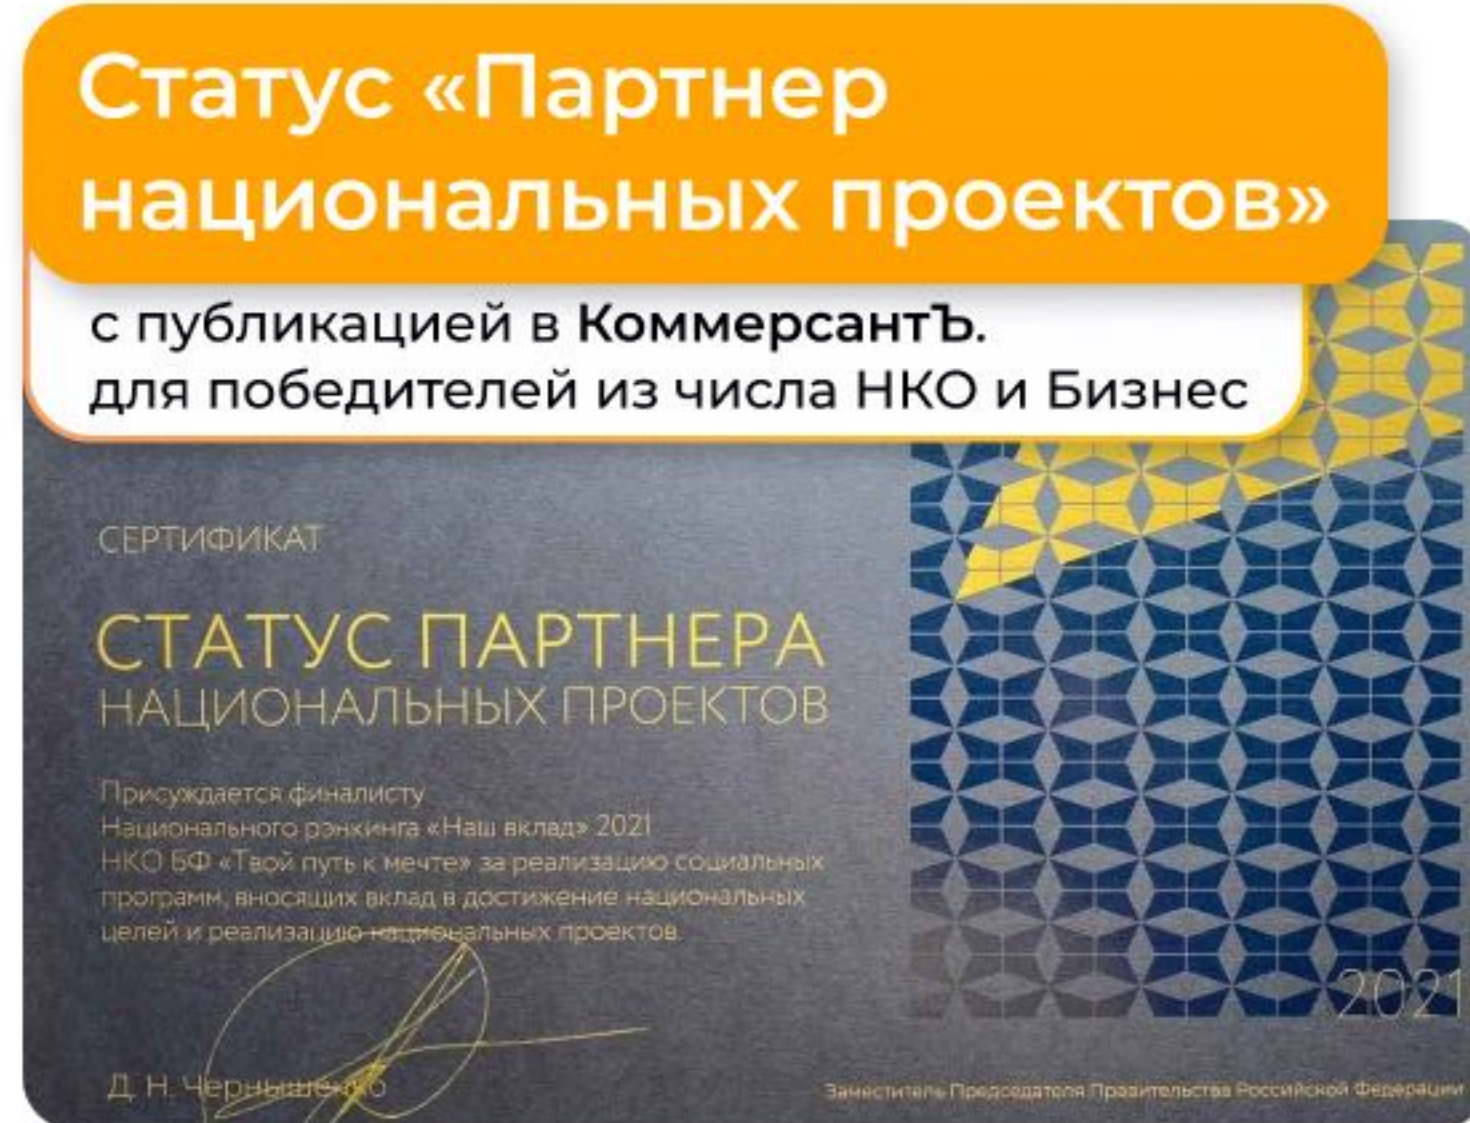 Статус «Партнер
национальных проектов»
с публикацией в КоммерсантЪ.
для победителей из числа НКО и Бизнес
СЕРТИФИКАТ
СТАТУС ПАРТНЕРА
НАЦИОНАЛЬНЫХ ПРОЕКТОВ
Присуждается финалисту
Национального рэнкинга «Наш вклад» 2021
НКО БФ «Твой путь к мечте» за реализацию социальных
программ, вносящих вклад в достижение национальных
целей и реализацию национальных проектов.
2021
Д. Н. Чернышенко
Заместитель Председателя Правительства Российской Федерации